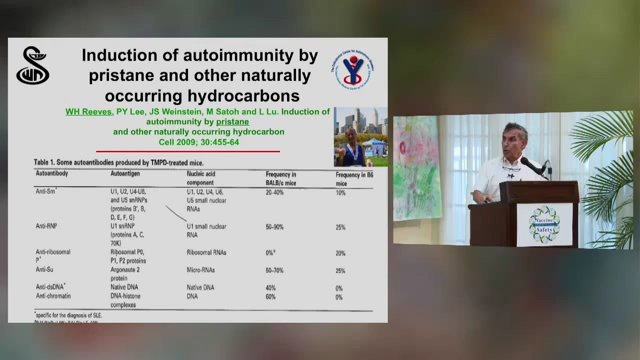 Induction of autoimmunity by
pristane and other naturally
occurring hydrocarbons
WH Reeves, PY Lee, JS Weinstein, M Satoh and L Lu. Induction of
autoimmunity by pristane
and other naturally occurring hydrocarbon
Cell 2009; 30:455-64
Table 1. Some autoantibodies produced by TMPD-treated mice.
Autoantibody Autoantigen Nucleic acid component Frequency in BALB/c mice Frequency in B6 mice
Anti-Sm* U1, U2, U4-U6, and U5 snRNPs (proteins B', B, D, E, F, G) U1, U2, U4, U6, U5 small nuclear RNAs 20-40% 10%
Anti-RNP U1 snRNP (proteins A, C, 70K) U1 small nuclear RNA 50-90% 25%
Anti-ribosomal P* Ribosomal P0, P1, P2 proteins Ribosomal RNAs 0%* 20%
Anti-Su Argonaute 2 protein Micro-RNAs 50-70% 25%
Anti-dsDNA* Native DNA Native DNA 40% 0%
Anti-chromatin DNA-histone complexes DNA 60% 0%
*specific for the diagnosis of SLE.
Vaccine
Safety